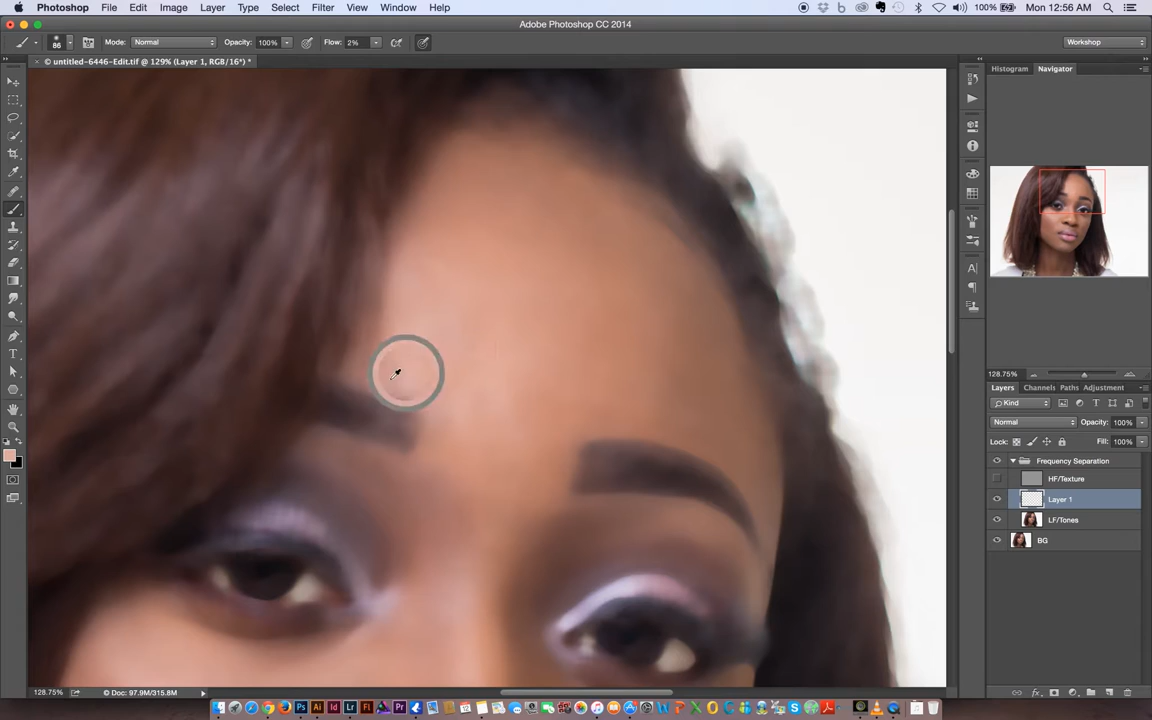 Photoshop File Edit Image Layer Type Select Filter View Window Help 100% Mon 12:56 AM
Adobe Photoshop CC 2014
86 Mode: Normal Opacity: 100% Flow: 2% Workshop
× © untitled-6446-Edit.tif @ 129% (Layer 1, RGB/16*) *
Histogram Navigator
128.75%
Layers Channels Paths Adjustment
Kind
Normal Opacity: 100%
Lock: Fill: 100%
Frequency Separation
HF/Texture
Layer 1
LF/Tones
BG
128.75% Doc: 97.9M/315.8M